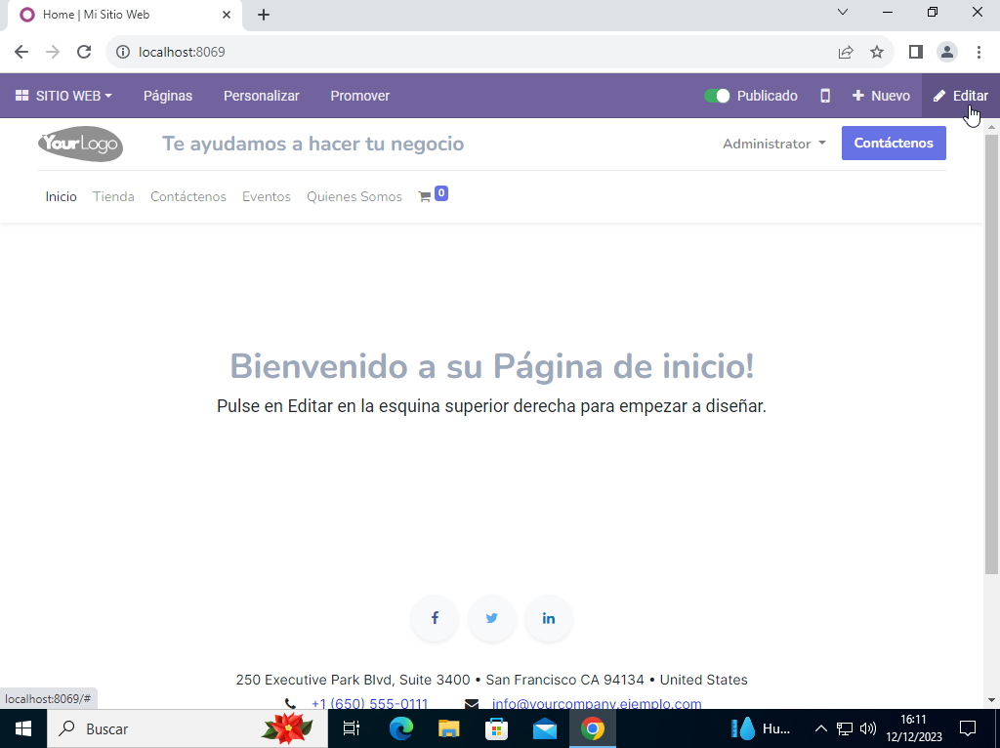 Home | Mi Sitio Web
localhost:8069
SITIO WEB Páginas Personalizar Promover Publicado Nuevo Editar
YourLogo Te ayudamos a hacer tu negocio Administrator Contáctenos
Inicio Tienda Contáctenos Eventos Quienes Somos 0
Bienvenido a su Página de inicio!
Pulse en Editar en la esquina superior derecha para empezar a diseñar.
250 Executive Park Blvd, Suite 3400 • San Francisco CA 94134 • United States
+1 (650) 555-0111 info@yourcompany.ejemplo.com
localhost:8069/#
Buscar Hu... 16:11
12/12/2023